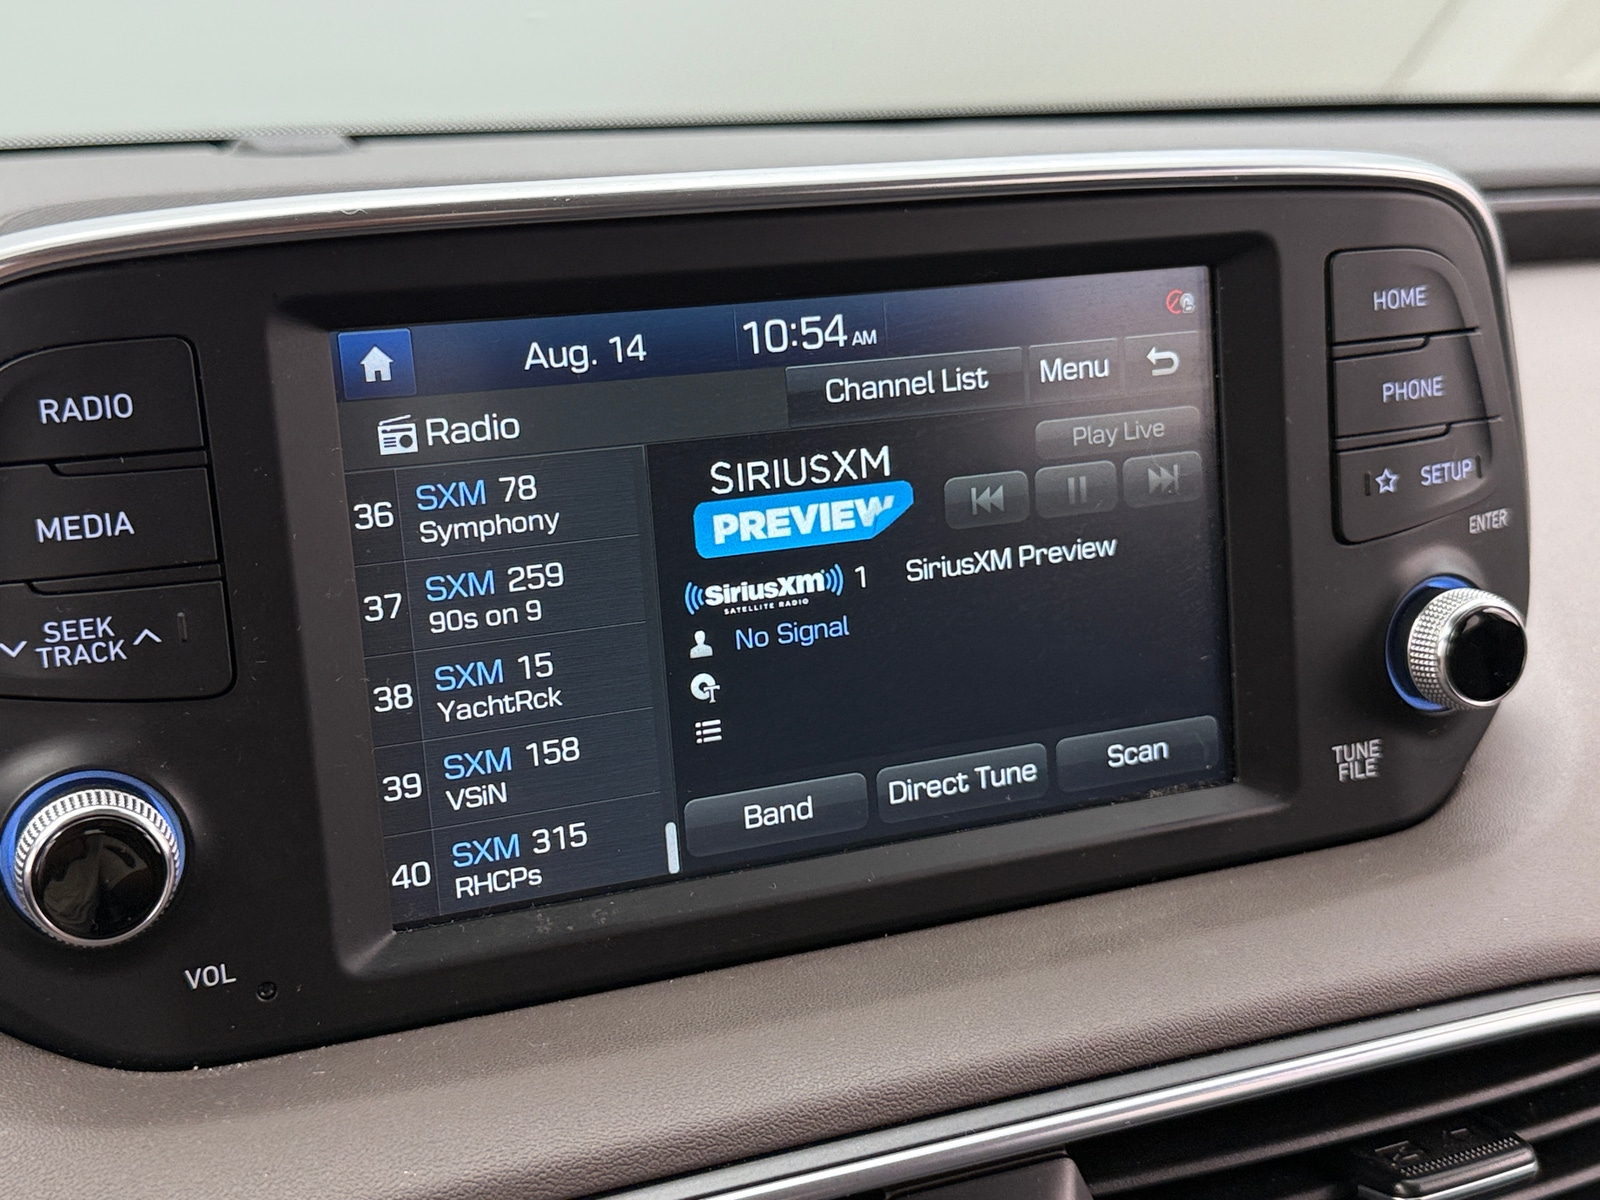 Aug. 14
10:54 AM
Channel List
Menu
Radio
Play Live
36 SXM 78
Symphony
37 SXM 259
90s on 9
38 SXM 15
YachtRck
39 SXM 158
VSiN
40 SXM 315
RHCPs
SIRIUSXM
PREVIEW
((SiriusXM)) 1
SATELLITE RADIO
SiriusXM Preview
No Signal
Band
Direct Tune
Scan
RADIO
MEDIA
SEEK
TRACK
VOL
HOME
PHONE
SETUP
ENTER
TUNE
FILE